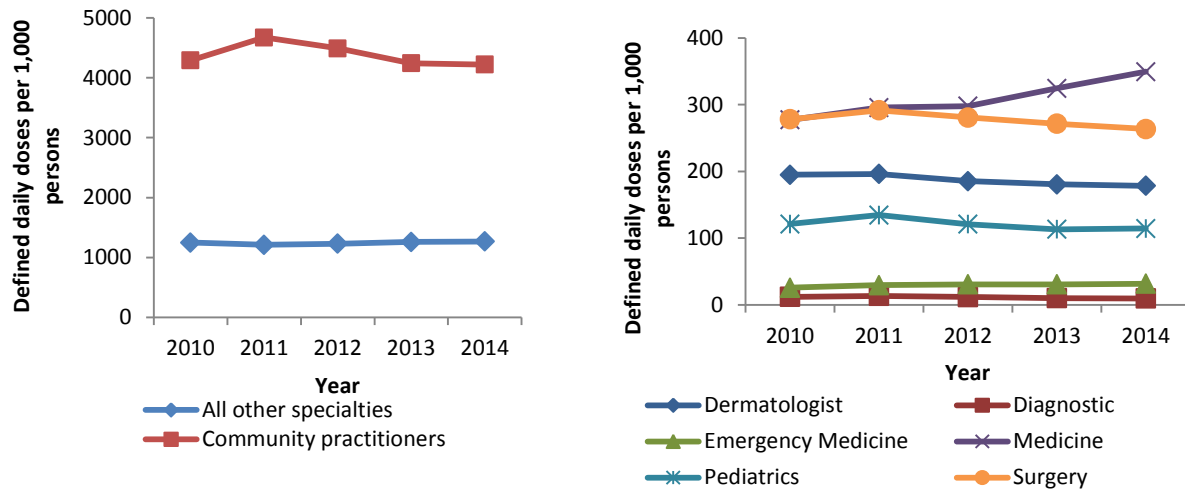 Defined daily doses per 1,000
persons
5000
4000
3000
2000
1000
0
2010 2011 2012 2013 2014
Year
All other specialties
Community practitioners
Defined daily doses per 1,000
persons
400
300
200
100
0
2010 2011 2012 2013 2014
Year
Dermatologist Diagnostic
Emergency Medicine Medicine
Pediatrics Surgery